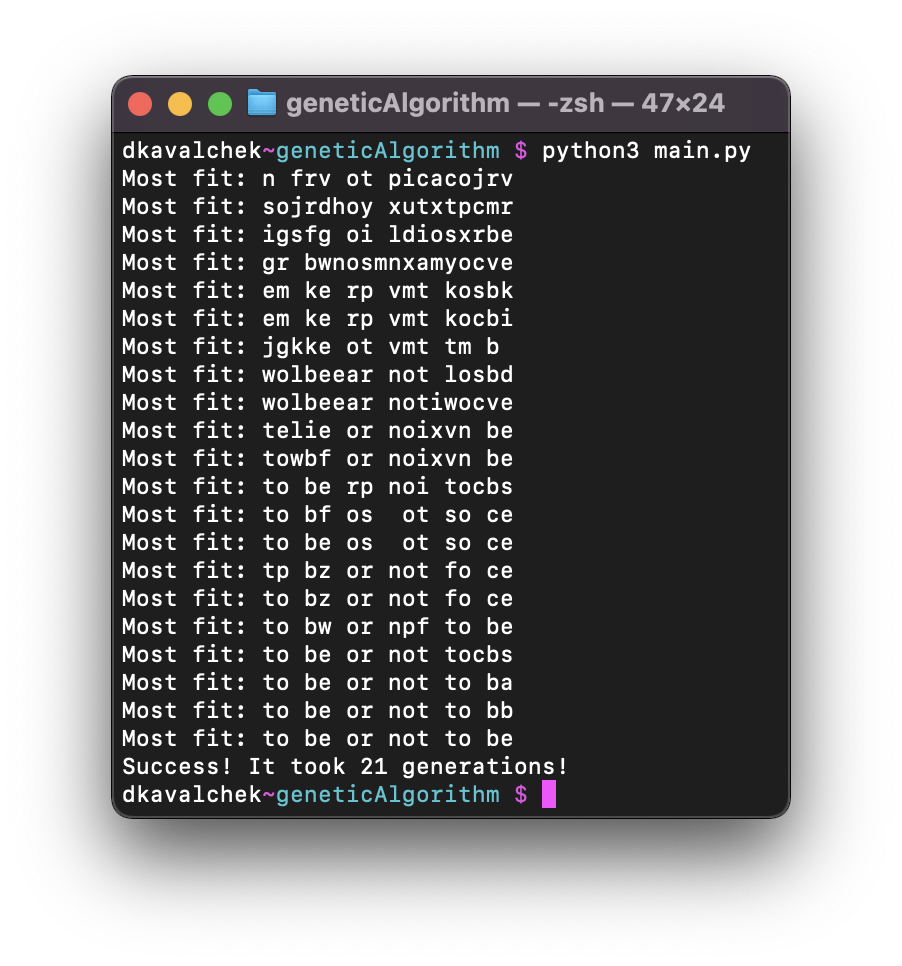 geneticAlgorithm — -zsh — 47×24
dkavalchek~geneticAlgorithm $ python3 main.py
Most fit: n frv ot picacojrv
Most fit: sojrdhoy xutxtpcmr
Most fit: igsfg oi ldiosxrbe
Most fit: gr bwnosmnxamyocve
Most fit: em ke rp vmt kosbk
Most fit: em ke rp vmt kocbi
Most fit: jgkke ot vmt tm b
Most fit: wolbeear not losbd
Most fit: wolbeear notiwocve
Most fit: telie or noixvn be
Most fit: towbf or noixvn be
Most fit: to be rp noi tocbs
Most fit: to bf os  ot so ce
Most fit: to be os  ot so ce
Most fit: tp bz or not fo ce
Most fit: to bz or not fo ce
Most fit: to bw or npf to be
Most fit: to be or not tocbs
Most fit: to be or not to ba
Most fit: to be or not to bb
Most fit: to be or not to be
Success! It took 21 generations!
dkavalchek~geneticAlgorithm $